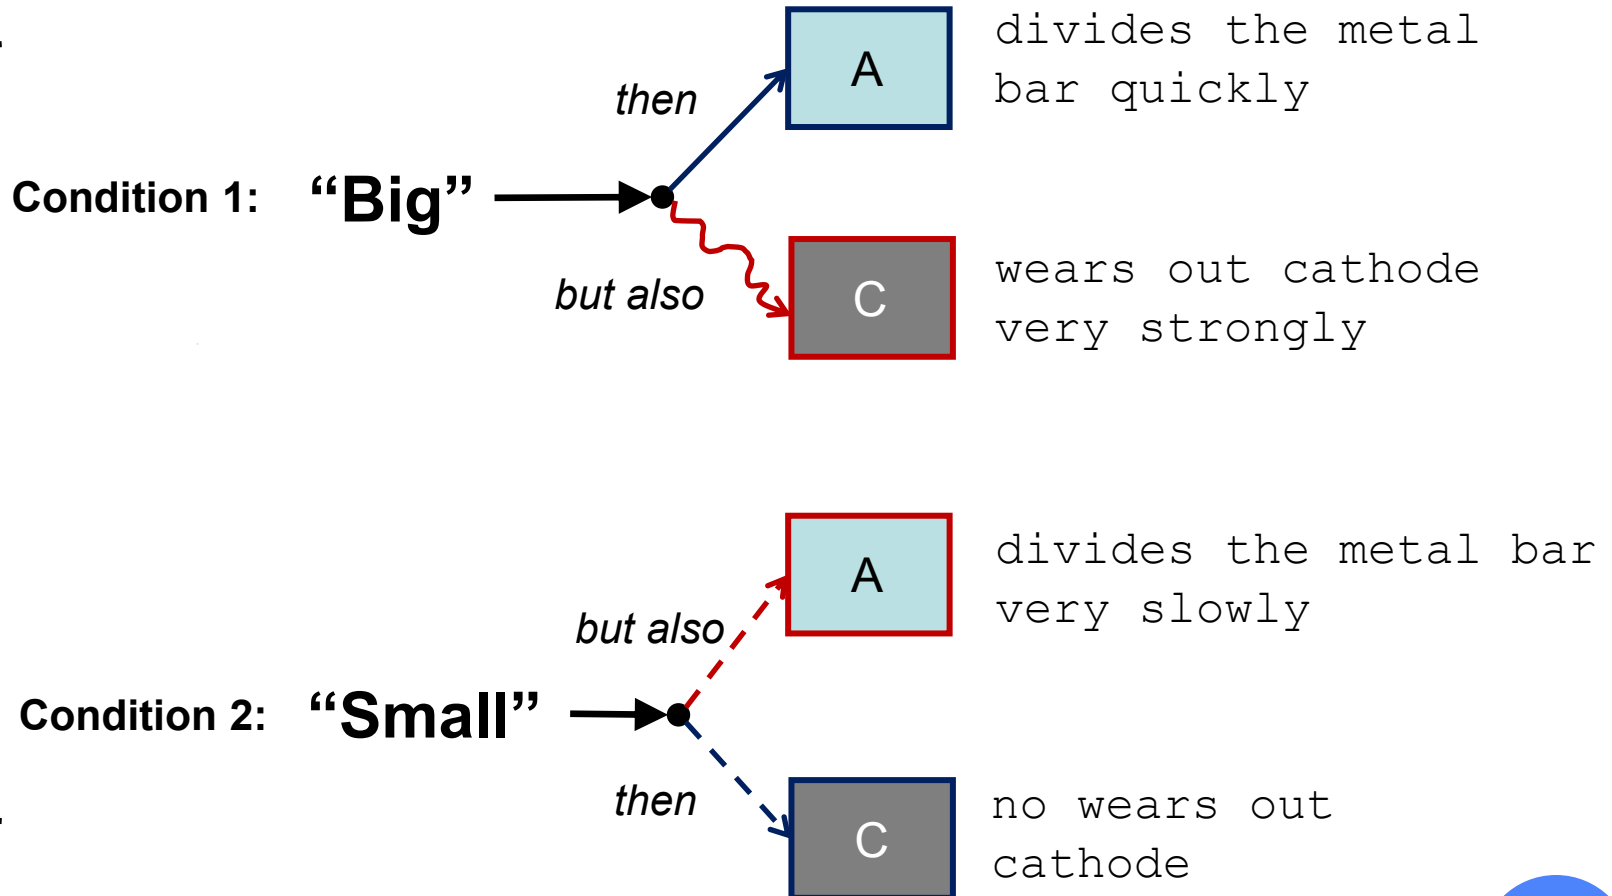 divides the metal
bar quickly
A
then
Condition 1: “Big”
but also
C
wears out cathode
very strongly
A
divides the metal bar
very slowly
but also
Condition 2: “Small”
then
C
no wears out
cathode